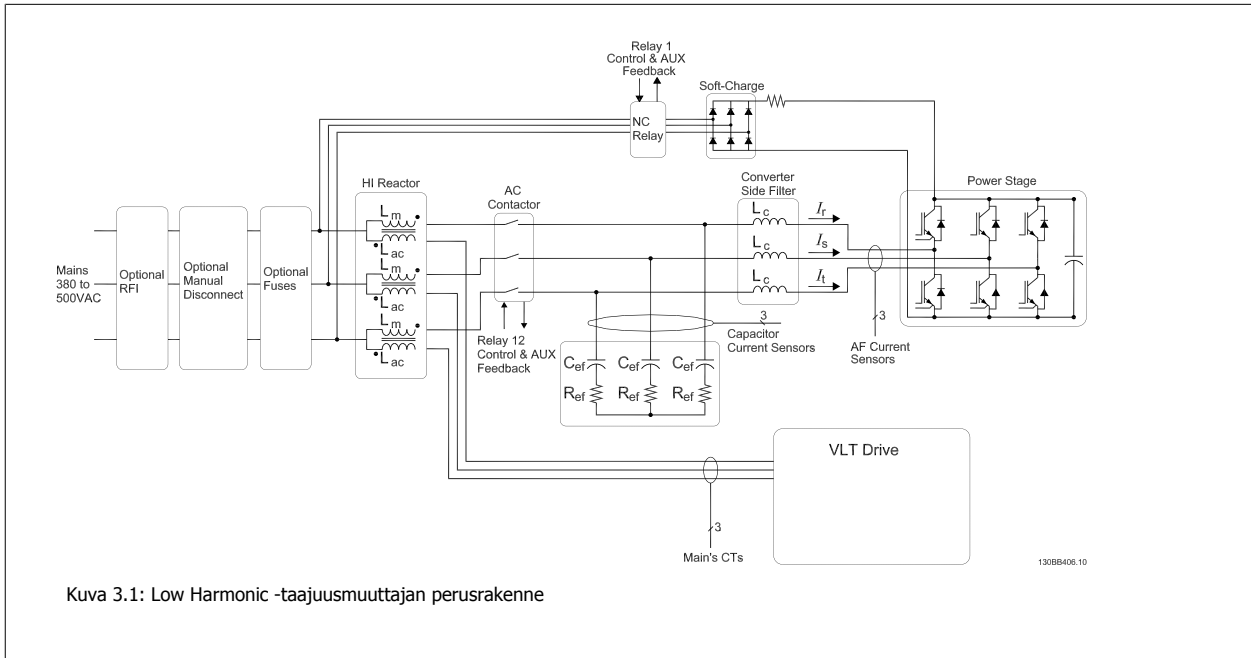 Relay 1
Control & AUX
Feedback
Soft-Charge
NC
Relay
HI Reactor
AC
Contactor
Converter
Side Filter
Power Stage
Mains
380 to
500VAC
Optional
RFI
Optional
Manual
Disconnect
Optional
Fuses
Lm
Lac
Lm
Lac
Lm
Lac
Lc
Lc
Lc
Ir
Is
It
Relay 12
Control & AUX
Feedback
3
Capacitor
Current Sensors
3
AF Current
Sensors
Cef
Cef
Cef
Ref
Ref
Ref
VLT Drive
3
Main's CTs
130BB406.10
Kuva 3.1: Low Harmonic -taajuusmuuttajan perusrakenne